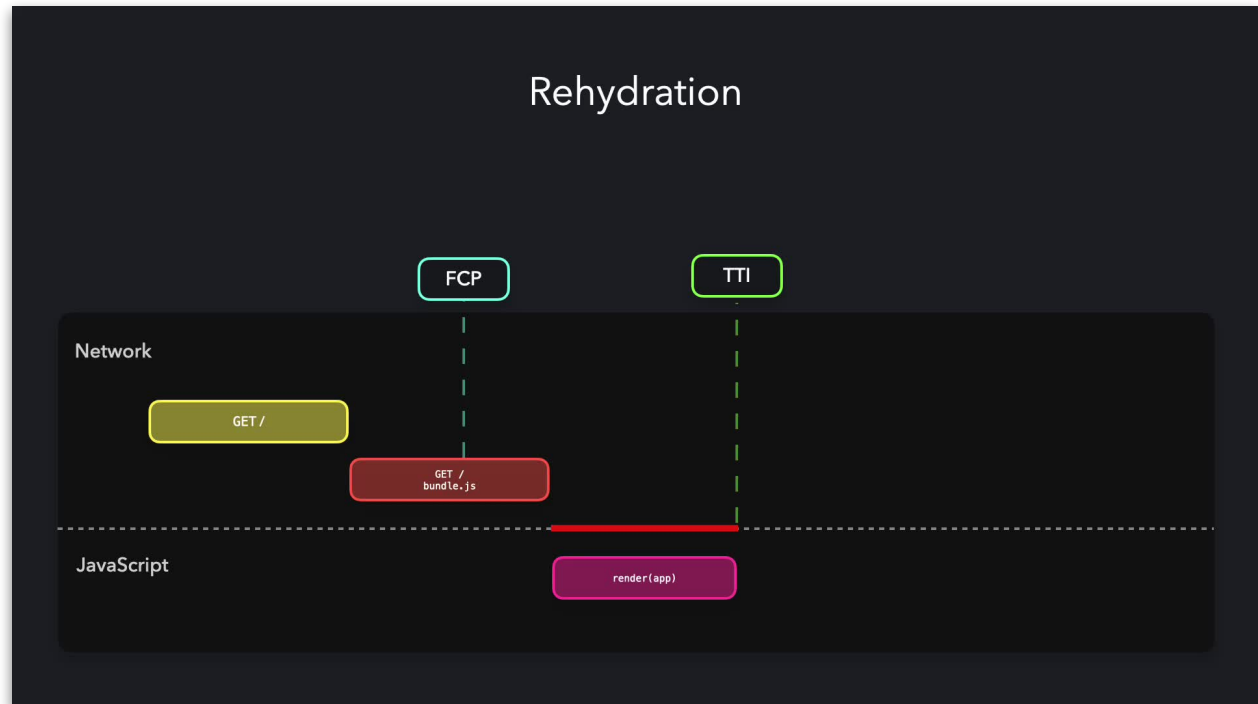 Rehydration
FCP
TTI
Network
GET /
GET /
bundle.js
JavaScript
render(app)